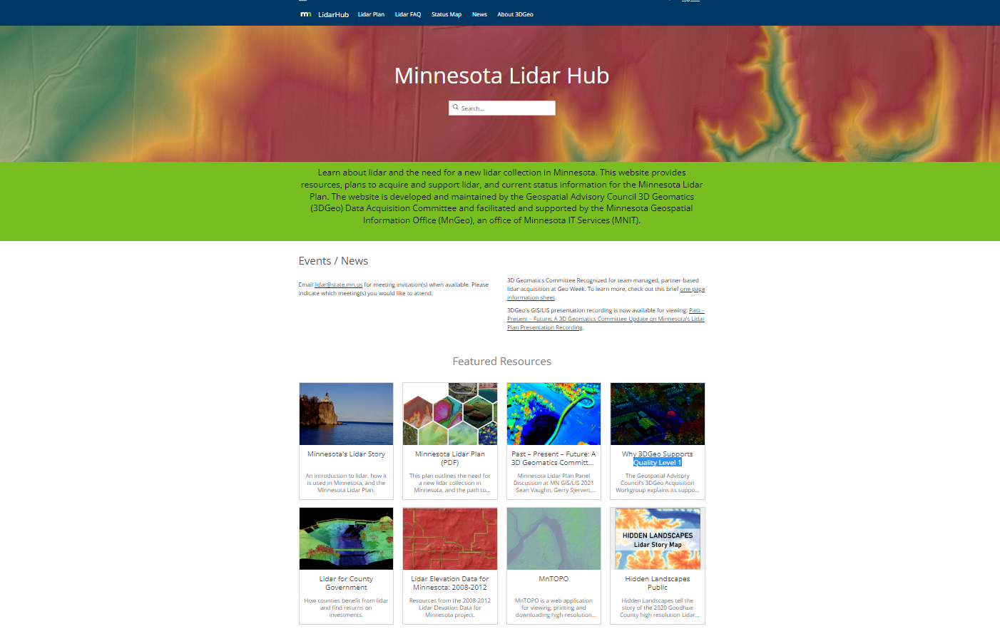 mn LidarHub Lidar Plan Lidar FAQ Status Map News About 3DGeo
Minnesota Lidar Hub
Search...
Learn about lidar and the need for a new lidar collection in Minnesota. This website provides
resources, plans to acquire and support lidar, and current status information for the Minnesota Lidar
Plan. The website is developed and maintained by the Geospatial Advisory Council 3D Geomatics
(3DGeo) Data Acquisition Committee and facilitated and supported by the Minnesota Geospatial
Information Office (MnGeo), an office of Minnesota IT Services (MNIT).
Events / News
Email lidar@state.mn.us for meeting invitation(s) when available. Please
indicate which meeting(s) you would like to attend.
3D Geomatics Committee Recognized for team-managed, partner-based
lidar acquisition at Geo Week. To learn more, check out this brief one-page
information sheet.
3DGeo's GIS/LIS presentation recording is now available for viewing: Past –
Present – Future: A 3D Geomatics Committee Update on Minnesota's Lidar
Plan Presentation Recording.
Featured Resources
Minnesota's Lidar Story
An introduction to lidar, how it
is used in Minnesota, and the
Minnesota Lidar Plan.
Minnesota Lidar Plan
(PDF)
This plan outlines the need for
a new lidar collection in
Minnesota, and the path to...
Past – Present – Future: A
3D Geomatics Committ...
Minnesota Lidar Plan Panel
Discussion at MN GIS/LIS 2021
Sean Vaughn, Gerry Sjerven,...
Why 3DGeo Supports
Quality Level 1
The Geospatial Advisory
Council's 3DGeo Acquisition
Workgroup explains its suppo...
Lidar for County
Government
How counties benefit from lidar
and find returns on
investments.
Lidar Elevation Data for
Minnesota: 2008-2012
Resources from the 2008-2012
Lidar Elevation Data for
Minnesota project.
MnTOPO
MnTOPO is a web application
for viewing, printing and
downloading high-resolution...
HIDDEN LANDSCAPES
Lidar Story Map
Hidden Landscapes
Public
Hidden Landscapes tell the
story of the 2020 Goodhue
County high resolution Lidar...